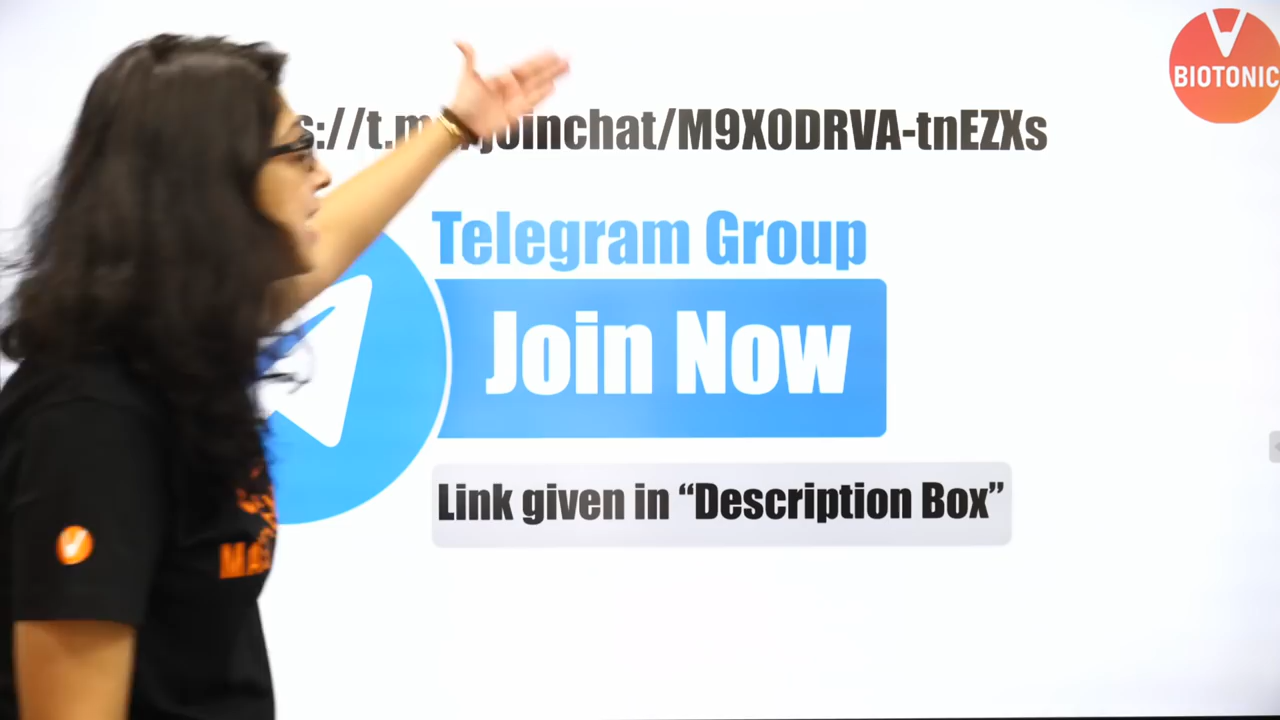 BIOTONIC
s://t.m joinchat/M9X0DRVA-tnEZXs
Telegram Group
Join Now
Link given in “Description Box”